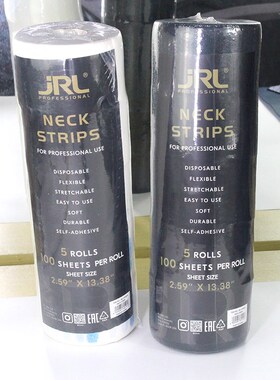 JRL
PROFESSIONAL
NECK
STRIPS
FOR PROFESSIONAL USE
DISPOSABLE
FLEXIBLE
STRETCHABLE
EASY TO USE
SOFT
DURABLE
SELF-ADHESIVE
5 ROLLS
100 SHEETS PER ROLL
SHEET SIZE
2.59" X 13.38"
EAC
JRL
PROFESSIONAL
NECK
STRIPS
FOR PROFESSIONAL USE
DISPOSABLE
FLEXIBLE
STRETCHABLE
EASY TO USE
SOFT
DURABLE
SELF-ADHESIVE
5 ROLLS
100 SHEETS PER ROLL
SHEET SIZE
2.59" X 13.38"
EAC